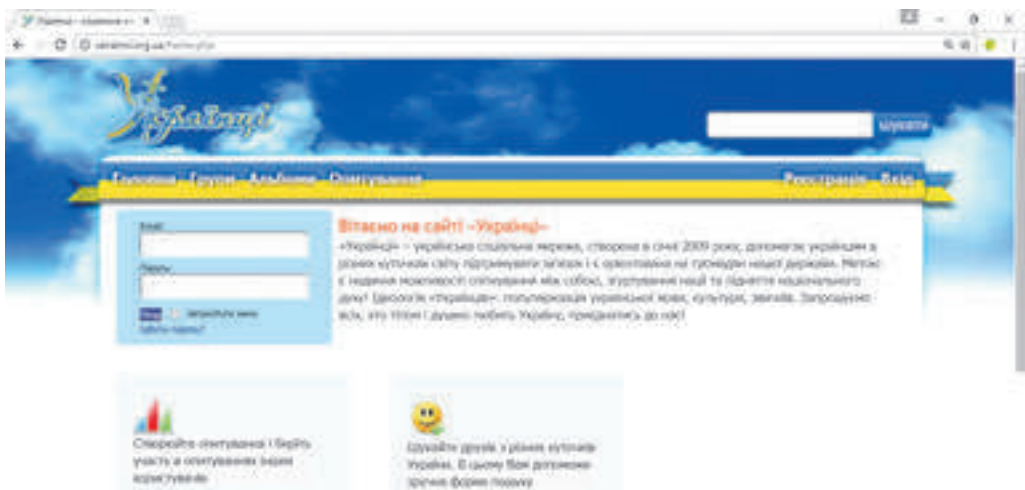 Українці
шукати
Головна Групи Альбоми Опитування
Реєстрація Вхід
Email
Пароль
Вхід запам'ятати мене
Забули пароль?
Вітаємо на сайті «Українці»
«Українці» – українська соціальна мережа, створена в січні 2009 року, допомагає українцям в
різних куточках світу підтримувати зв'язок і є орієнтована на громадян нашої держави. Метою
є надання можливості спілкування між собою, згуртування нації та підняття національного
духу! Ідеологія «Українців»: популяризація української мови, культури, звичаїв. Запрошуємо
всіх, хто тілом і душею любить Україну, приєднатись до нас!
Створюйте опитування і беріть
участь в опитуваннях інших
користувачів
Шукайте друзів з різних куточків
України. В цьому Вам допоможе
зручна форма пошуку